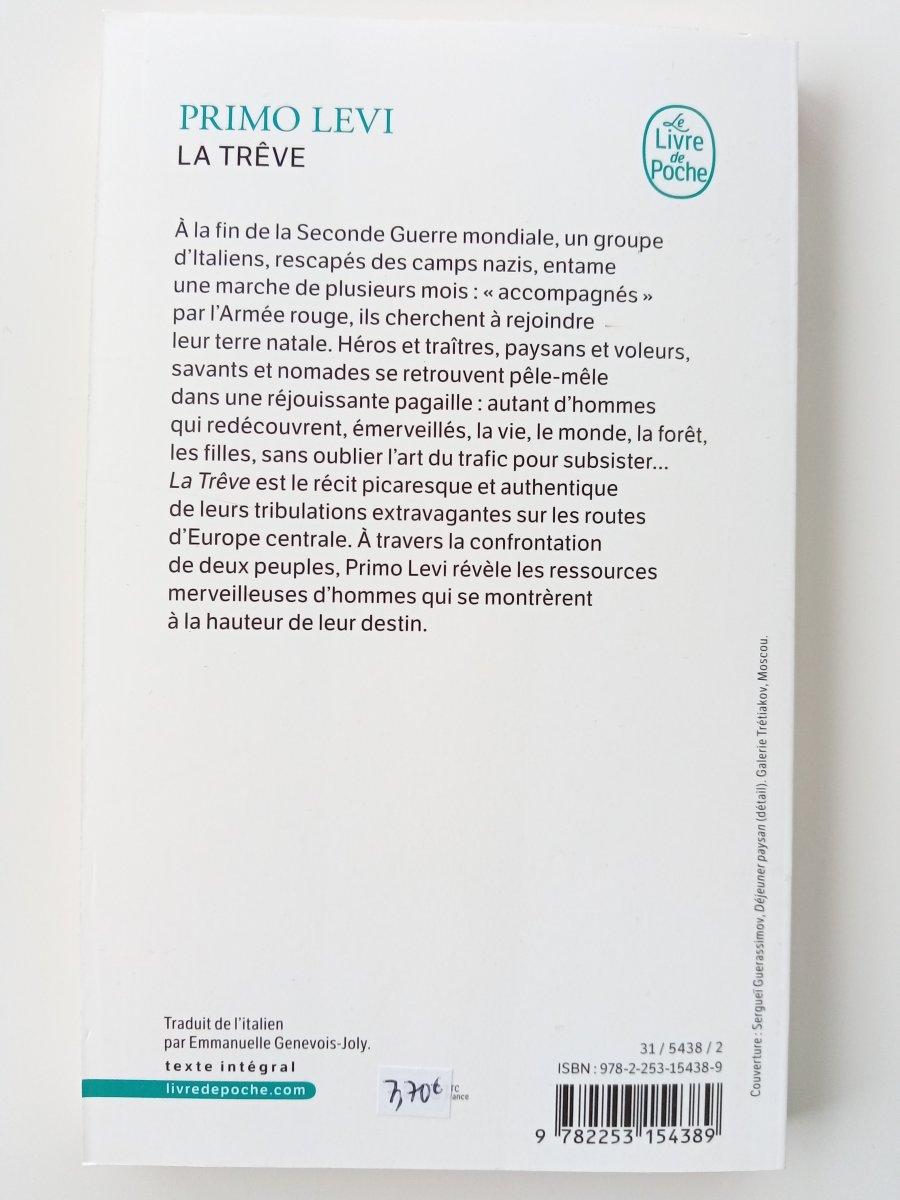 PRIMO LEVI
LA TRÊVE
Le
Livre
de
Poche
À la fin de la Seconde Guerre mondiale, un groupe
d'Italiens, rescapés des camps nazis, entame
une marche de plusieurs mois : « accompagnés »
par l'Armée rouge, ils cherchent à rejoindre
leur terre natale. Héros et traîtres, paysans et voleurs,
savants et nomades se retrouvent pêle-mêle
dans une réjouissante pagaille : autant d'hommes
qui redécouvrent, émerveillés, la vie, le monde, la forêt,
les filles, sans oublier l'art du trafic pour subsister...
La Trêve est le récit picaresque et authentique
de leurs tribulations extravagantes sur les routes
d'Europe centrale. À travers la confrontation
de deux peuples, Primo Levi révèle les ressources
merveilleuses d'hommes qui se montrèrent
à la hauteur de leur destin.
Couverture : Sergueï Guerassimov, Déjeuner paysan (détail). Galerie Trétiakov, Moscou.
Traduit de l'italien
par Emmanuelle Genevois-Joly.
texte intégral
livredepoche.com
7,70€
31 / 5438 / 2
ISBN : 978-2-253-15438-9
9 782253 154389